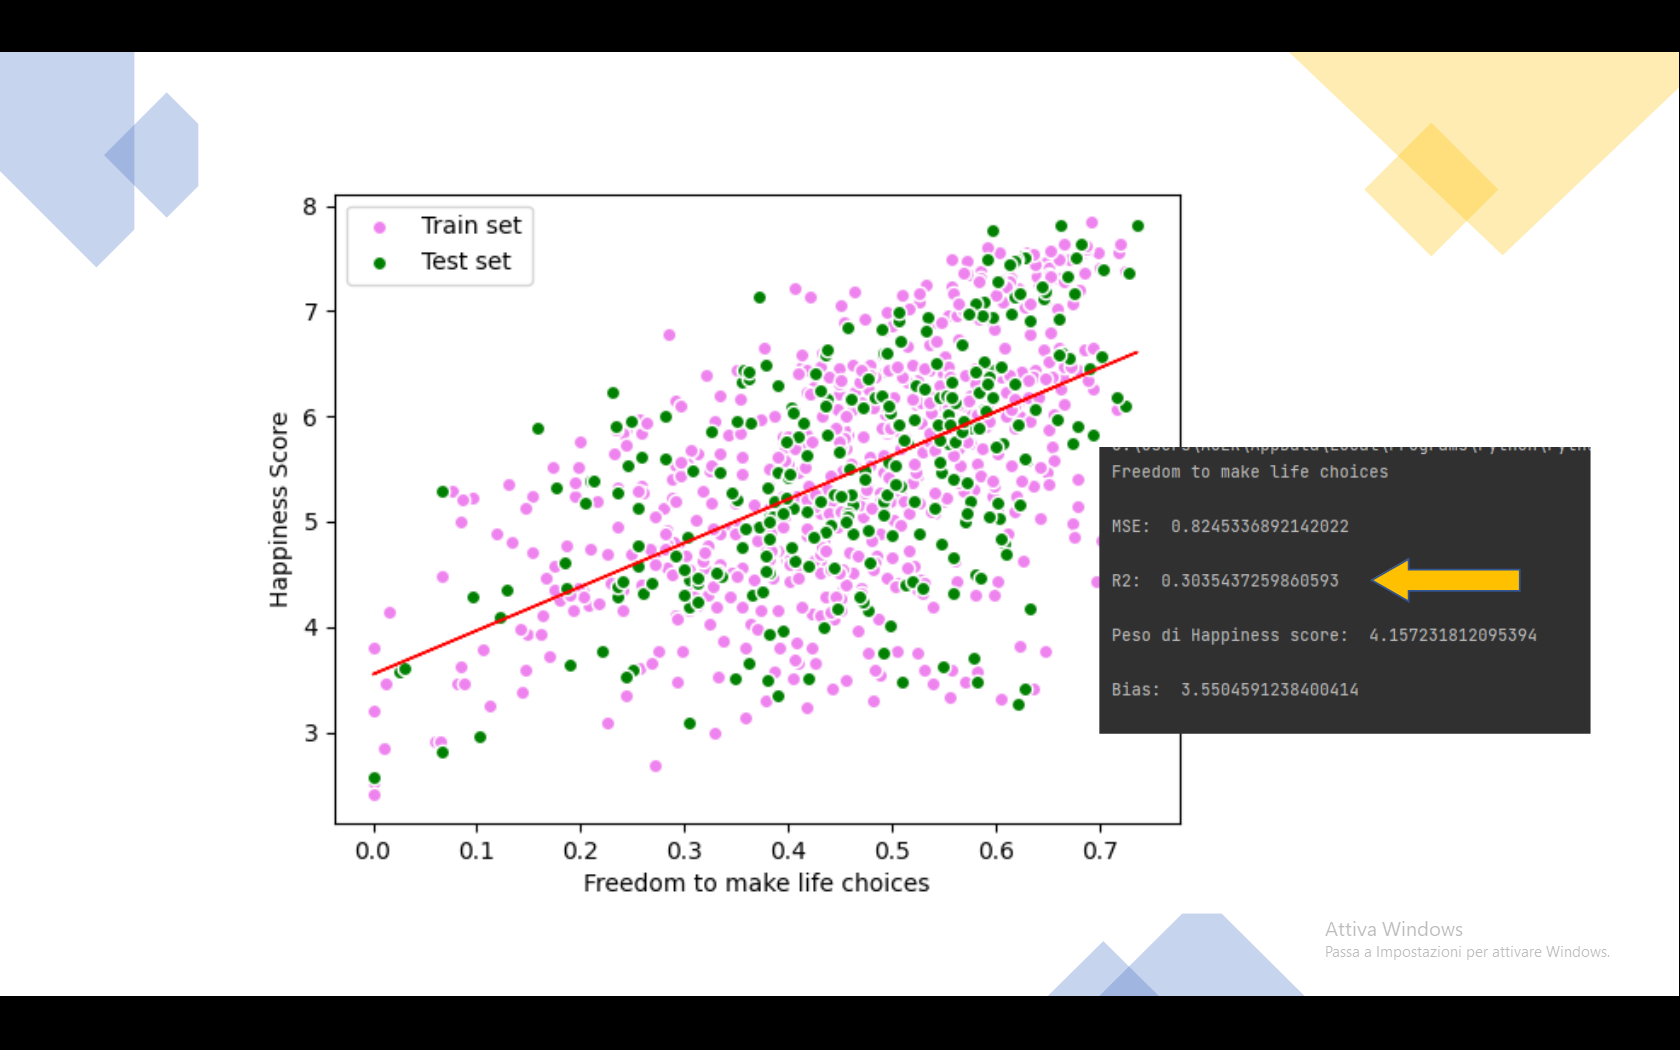 Train set
Test set
8
7
6
5
4
3
Happiness Score
0.0 0.1 0.2 0.3 0.4 0.5 0.6 0.7
Freedom to make life choices
Freedom to make life choices
MSE: 0.8245336892142022
R2: 0.3035437259860593
Peso di Happiness score: 4.157231812095394
Bias: 3.5504591238400414
Attiva Windows
Passa a Impostazioni per attivare Windows.